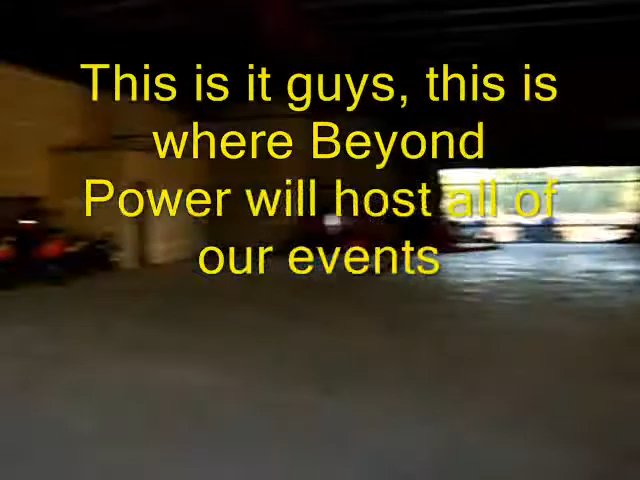 This is it guys, this is
where Beyond
Power will host all of
our events